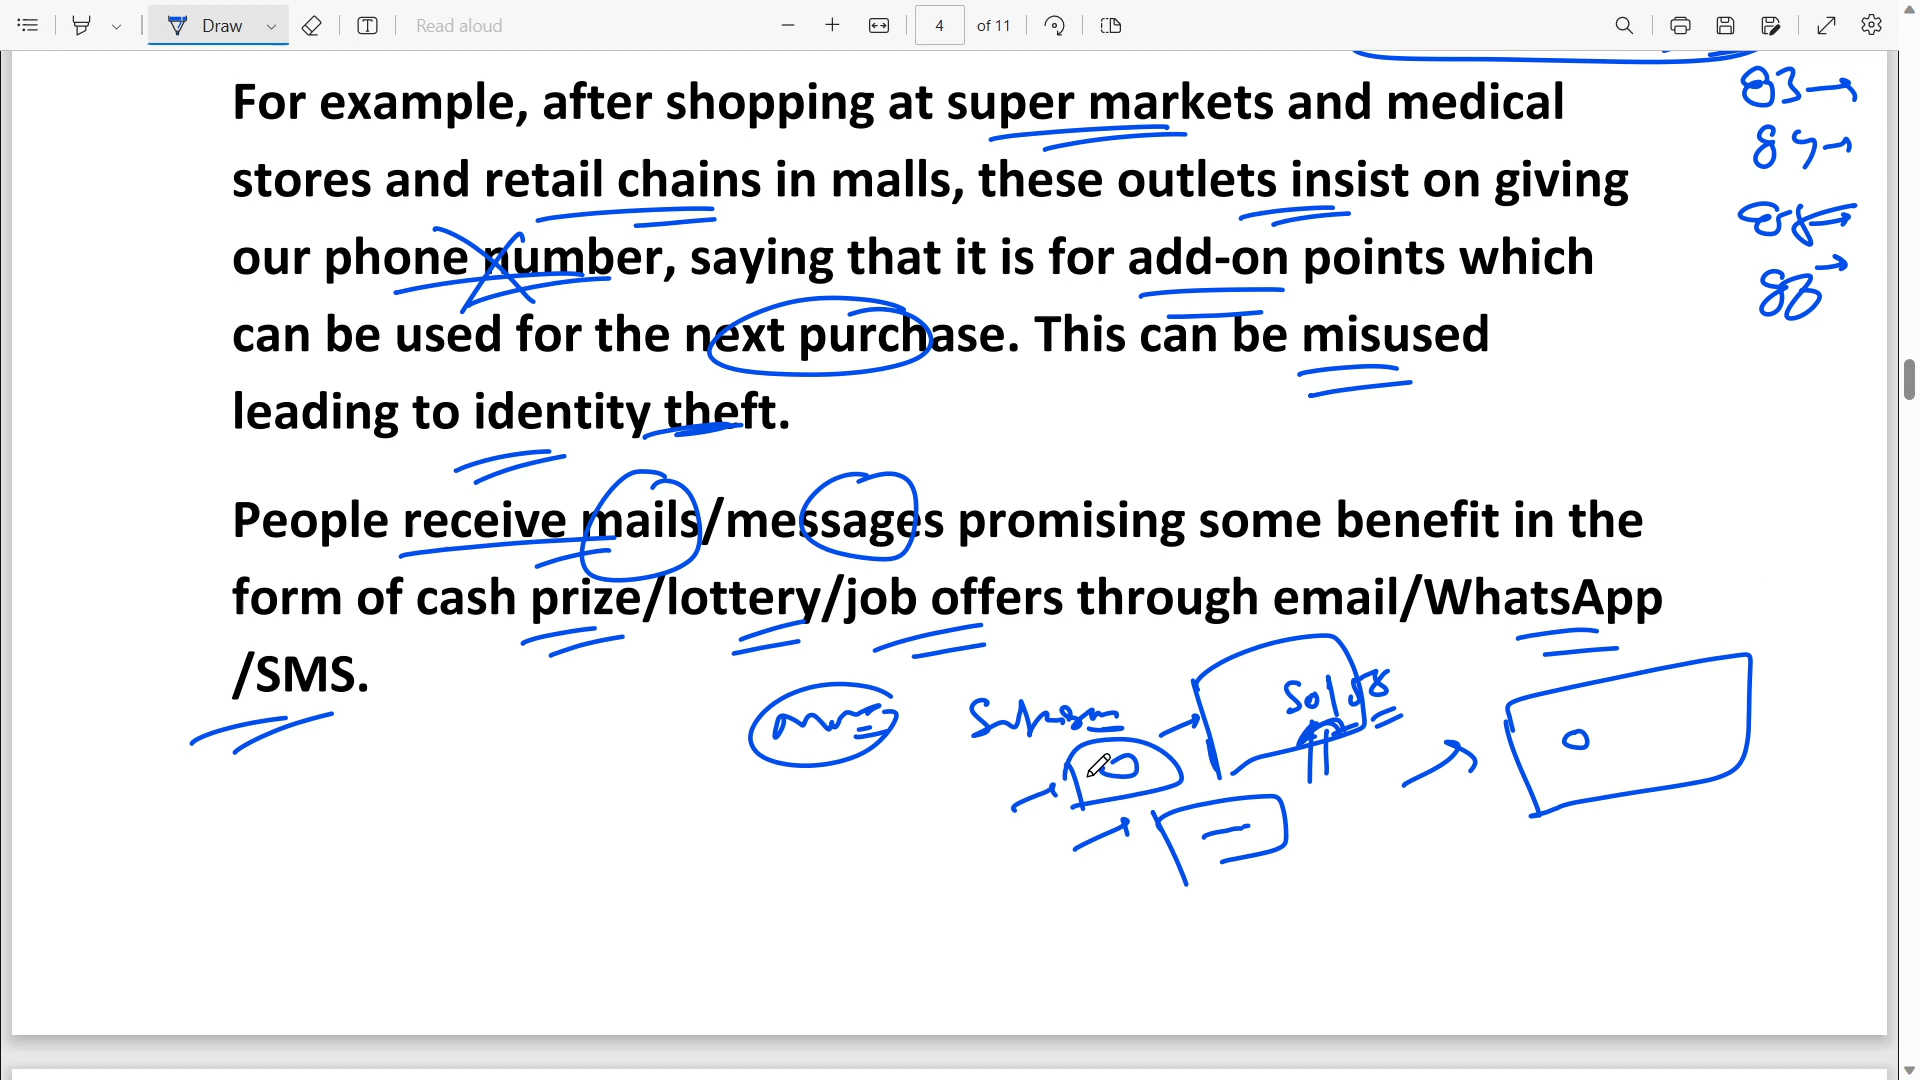 Draw
Read aloud
4
of 11
For example, after shopping at super markets and medical
stores and retail chains in malls, these outlets insist on giving
our phone number, saying that it is for add-on points which
can be used for the next purchase. This can be misused
leading to identity theft.
People receive mails/messages promising some benefit in the
form of cash prize/lottery/job offers through email/WhatsApp
/SMS.
83